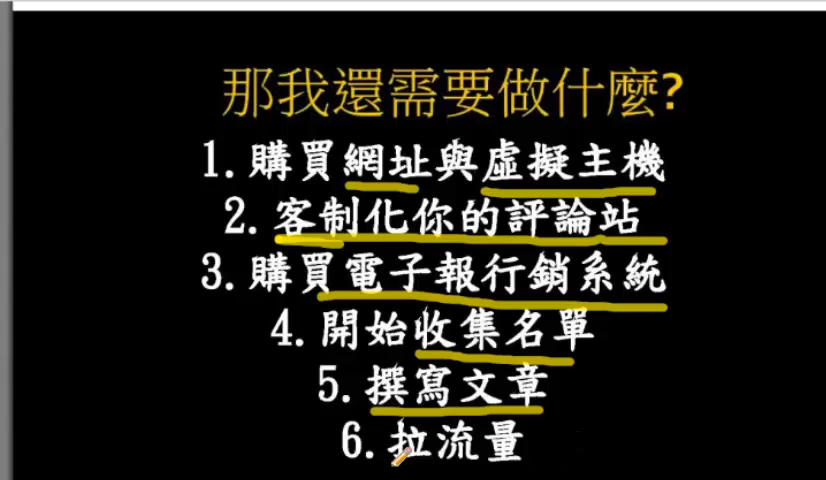 那我還需要做什麼?
1.購買網址與虛擬主機
2.客制化你的評論站
3.購買電子報行銷系統
4.開始收集名單
5.撰寫文章
6.拉流量